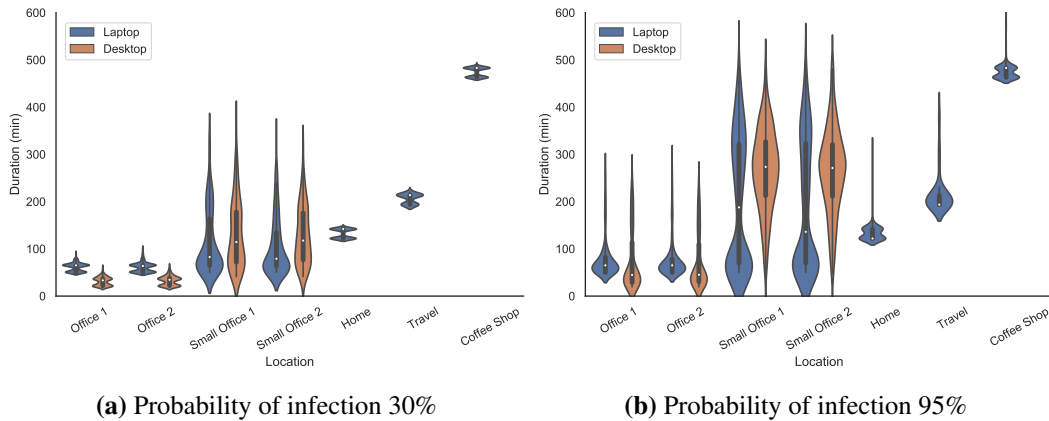 600
500
400
300
200
100
0
Duration (min)
Laptop
Desktop
Office 1
Office 2
Small Office 1
Small Office 2
Home
Travel
Coffee Shop
Location
(a) Probability of infection 30%
600
500
400
300
200
100
0
Duration (min)
Laptop
Desktop
Office 1
Office 2
Small Office 1
Small Office 2
Home
Travel
Coffee Shop
Location
(b) Probability of infection 95%